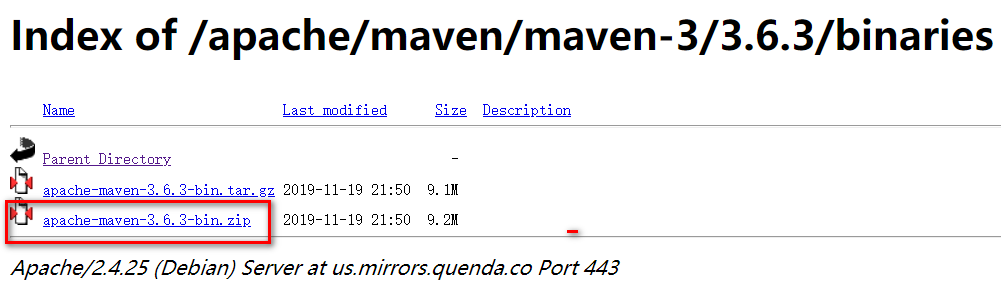 Index of /apache/maven/maven-3/3.6.3/binaries
Name Last modified Size Description
Parent Directory -
apache-maven-3.6.3-bin.tar.gz 2019-11-19 21:50 9.1M
apache-maven-3.6.3-bin.zip 2019-11-19 21:50 9.2M
Apache/2.4.25 (Debian) Server at us.mirrors.quenda.co Port 443